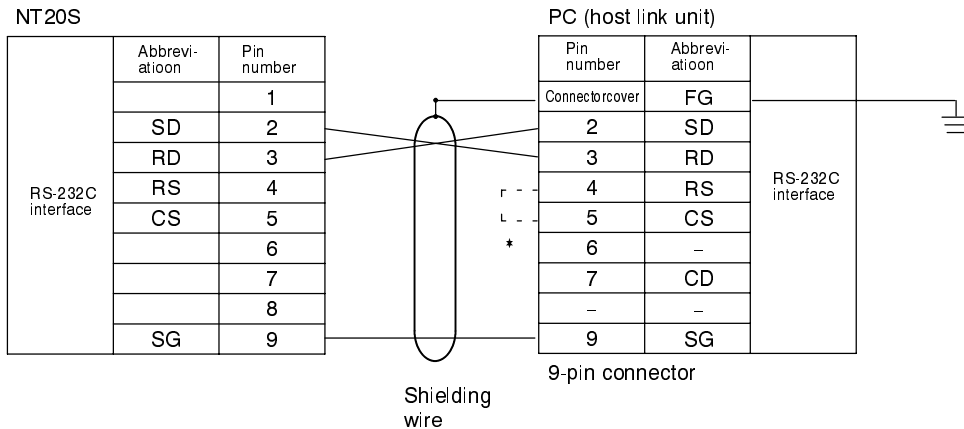 NT20S
PC (host link unit)
Abbrevi-
atioon
Pin
number
Pin
number
Abbrevi-
atioon
1
Connectorcover
FG
SD
2
2
SD
RD
3
3
RD
RS
4
4
RS
CS
5
5
CS
6
*
6
–
7
7
CD
8
–
–
SG
9
9
SG
RS-232C
interface
RS-232C
interface
9-pin connector
Shielding
wire